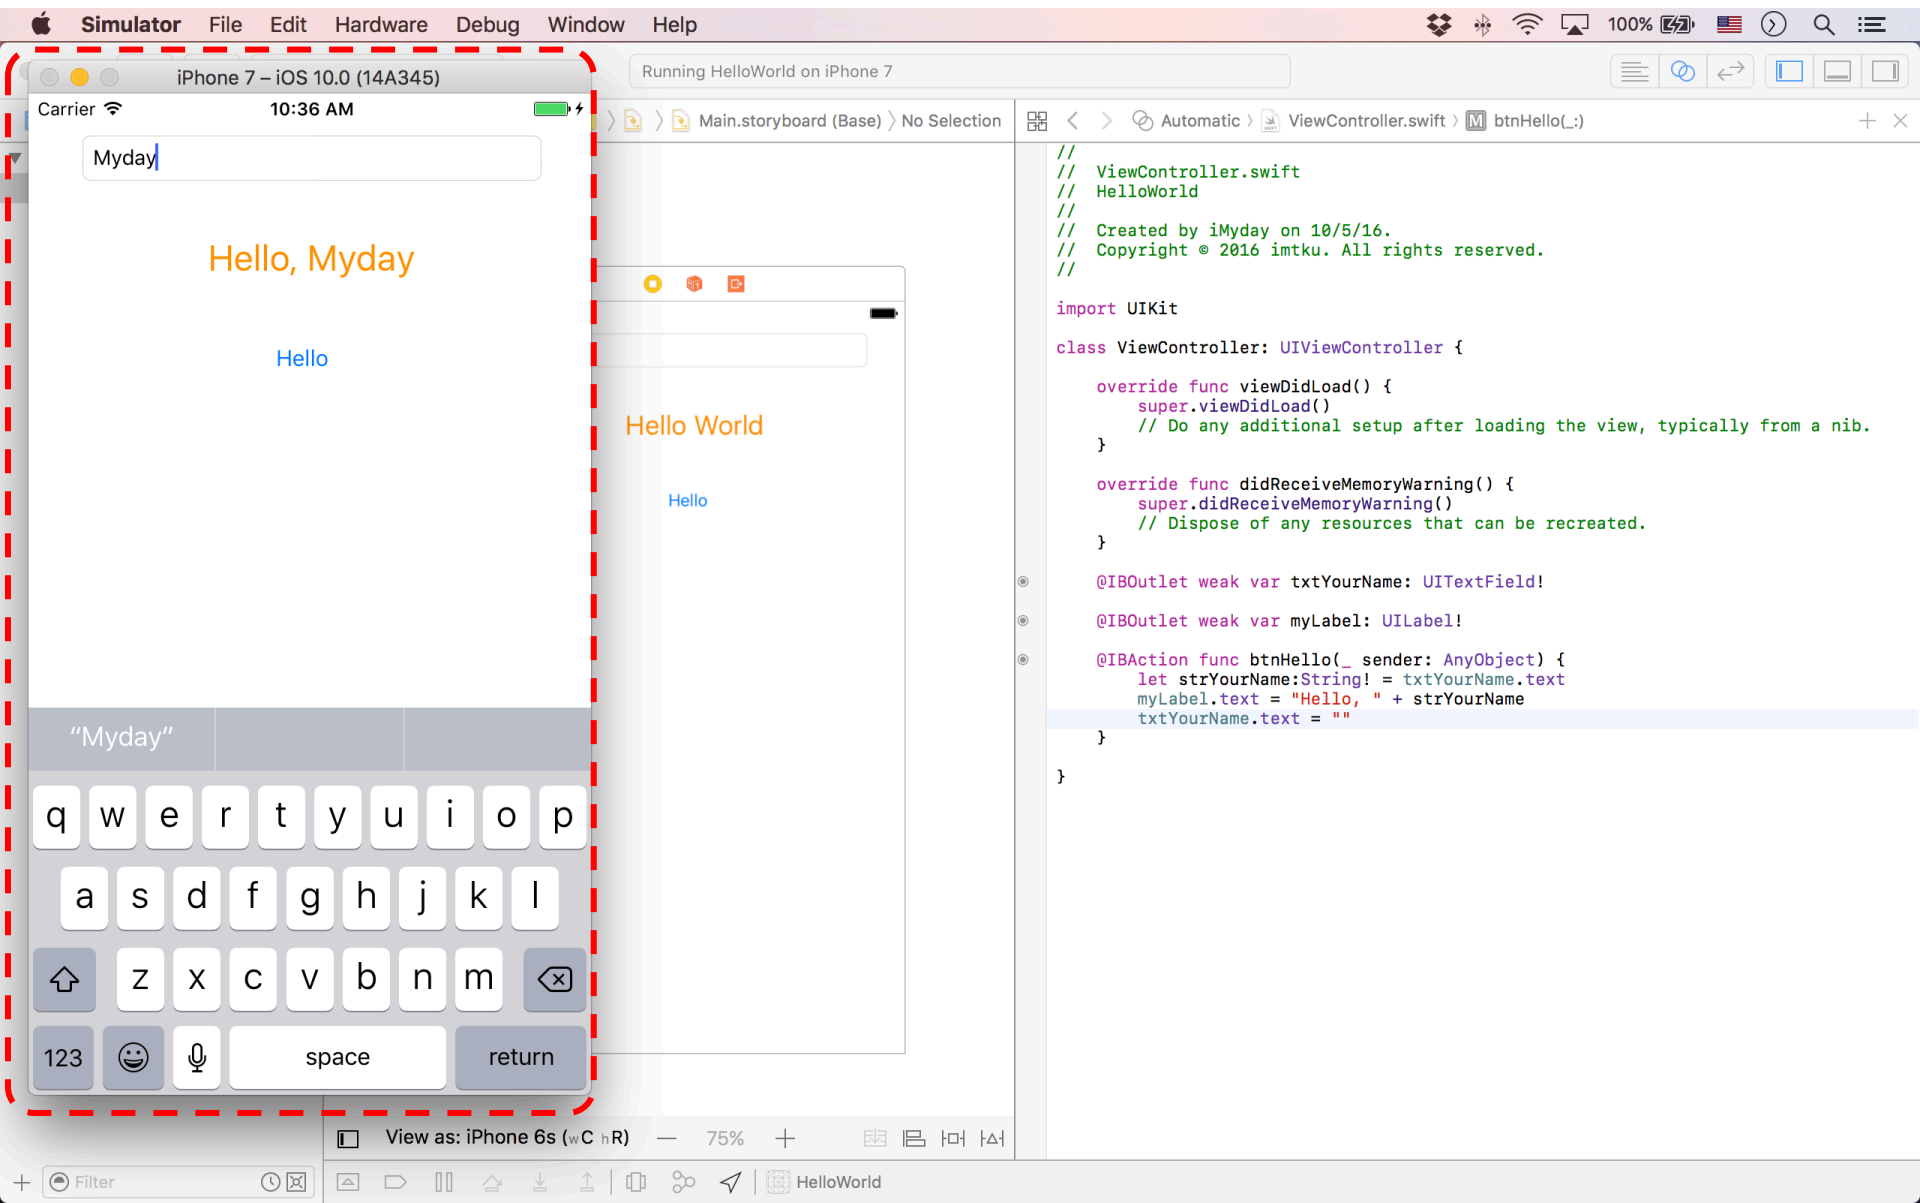 Simulator File Edit Hardware Debug Window Help 100%
iPhone 7 – iOS 10.0 (14A345)
Running HelloWorld on iPhone 7
Carrier 10:36 AM
Main.storyboard (Base) No Selection
Automatic ViewController.swift M btnHello(_:)
Myday
Hello, Myday
Hello
“Myday”
q w e r t y u i o p
a s d f g h j k l
z x c v b n m
123 space return
Hello World
Hello
View as: iPhone 6s (wC hR) — 75% +
Filter
HelloWorld
//
// ViewController.swift
// HelloWorld
//
// Created by iMyday on 10/5/16.
// Copyright © 2016 imtku. All rights reserved.
//
import UIKit
class ViewController: UIViewController {
override func viewDidLoad() {
super.viewDidLoad()
// Do any additional setup after loading the view, typically from a nib.
}
override func didReceiveMemoryWarning() {
super.didReceiveMemoryWarning()
// Dispose of any resources that can be recreated.
}
@IBOutlet weak var txtYourName: UITextField!
@IBOutlet weak var myLabel: UILabel!
@IBAction func btnHello(_ sender: AnyObject) {
let strYourName:String! = txtYourName.text
myLabel.text = "Hello, " + strYourName
txtYourName.text = ""
}
}